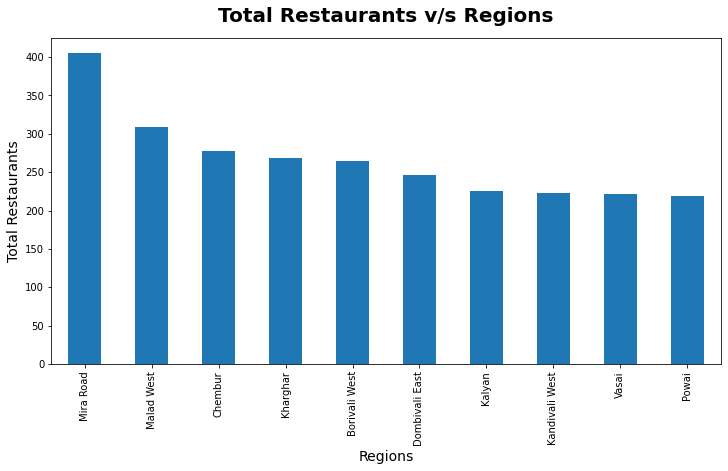 Total Restaurants v/s Regions
Total Restaurants
400
350
300
250
200
150
100
50
0
Mira Road
Malad West
Chembur
Kharghar
Borivali West
Dombivali East
Kalyan
Kandivali West
Vasai
Powai
Regions